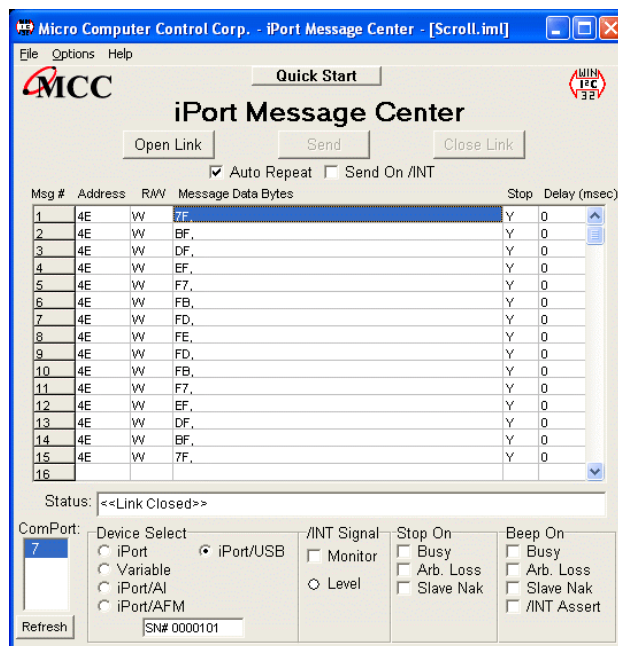 Micro Computer Control Corp. - iPort Message Center - [Scroll.iml]
File Options Help
MCC
Quick Start
WIN
I²C
32
iPort Message Center
Open Link Send Close Link
Auto Repeat Send On /INT
Msg # Address R/W Message Data Bytes Stop Delay (msec)
1 4E W 7F, Y 0
2 4E W BF, Y 0
3 4E W DF, Y 0
4 4E W EF, Y 0
5 4E W F7, Y 0
6 4E W FB, Y 0
7 4E W FD, Y 0
8 4E W FE, Y 0
9 4E W FD, Y 0
10 4E W FB, Y 0
11 4E W F7, Y 0
12 4E W EF, Y 0
13 4E W DF, Y 0
14 4E W BF, Y 0
15 4E W 7F, Y 0
16
Status: <<Link Closed>>
ComPort:
7
Refresh
Device Select
iPort iPort/USB
Variable
iPort/AI
iPort/AFM
SN# 0000101
/INT Signal
Monitor
Level
Stop On
Busy
Arb. Loss
Slave Nak
Beep On
Busy
Arb. Loss
Slave Nak
/INT Assert